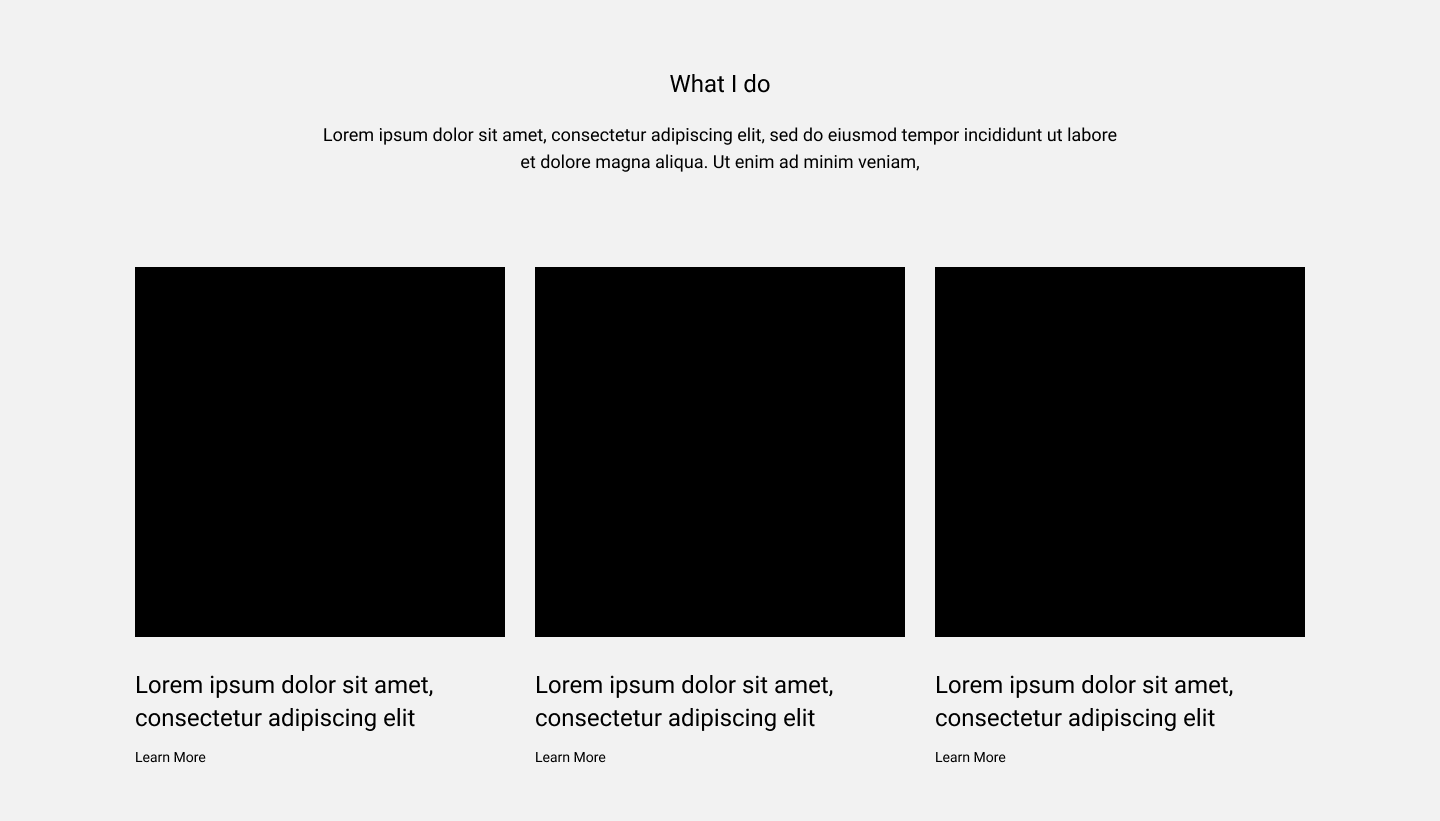 What I do
Lorem ipsum dolor sit amet, consectetur adipiscing elit, sed do eiusmod tempor incididunt ut labore
et dolore magna aliqua. Ut enim ad minim veniam,
Lorem ipsum dolor sit amet,
consectetur adipiscing elit
Learn More
Lorem ipsum dolor sit amet,
consectetur adipiscing elit
Learn More
Lorem ipsum dolor sit amet,
consectetur adipiscing elit
Learn More